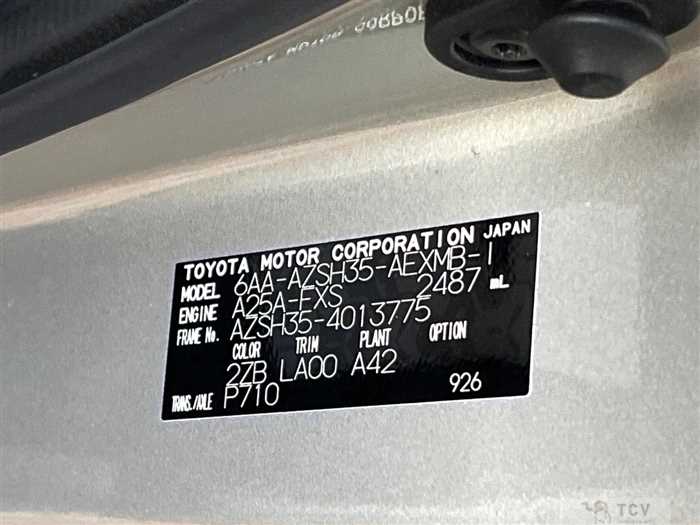 TOYOTA MOTOR CORPORATION JAPAN
MODEL 6AA-AZSH35-AEXMB-I
ENGINE A25A-FXS 2487 mL
FRAME No. AZSH35-4013775
COLOR TRIM PLANT OPTION
2ZB LA00 A42
TRANS./AXLE P710 926
TCV